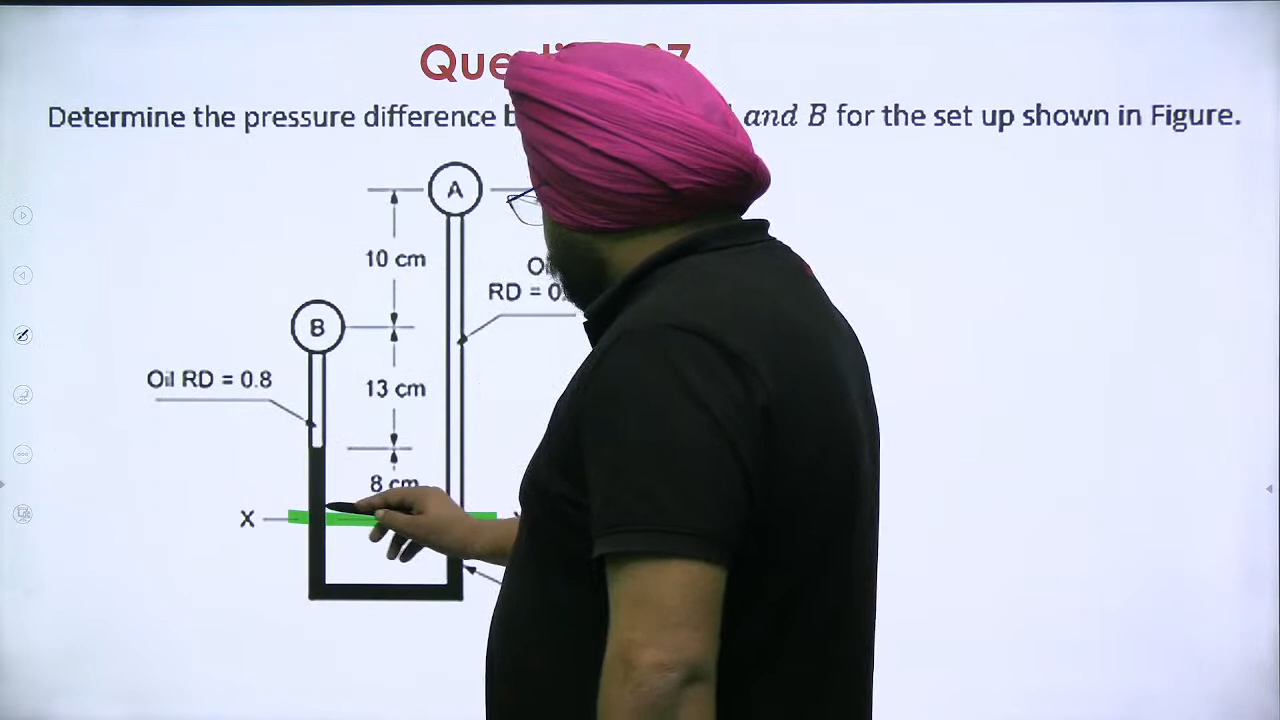 Determine the pressure difference
and B for the set up shown in Figure.
A
10 cm
RD = 0.
B
Oil RD = 0.8
13 cm
8 cm
X